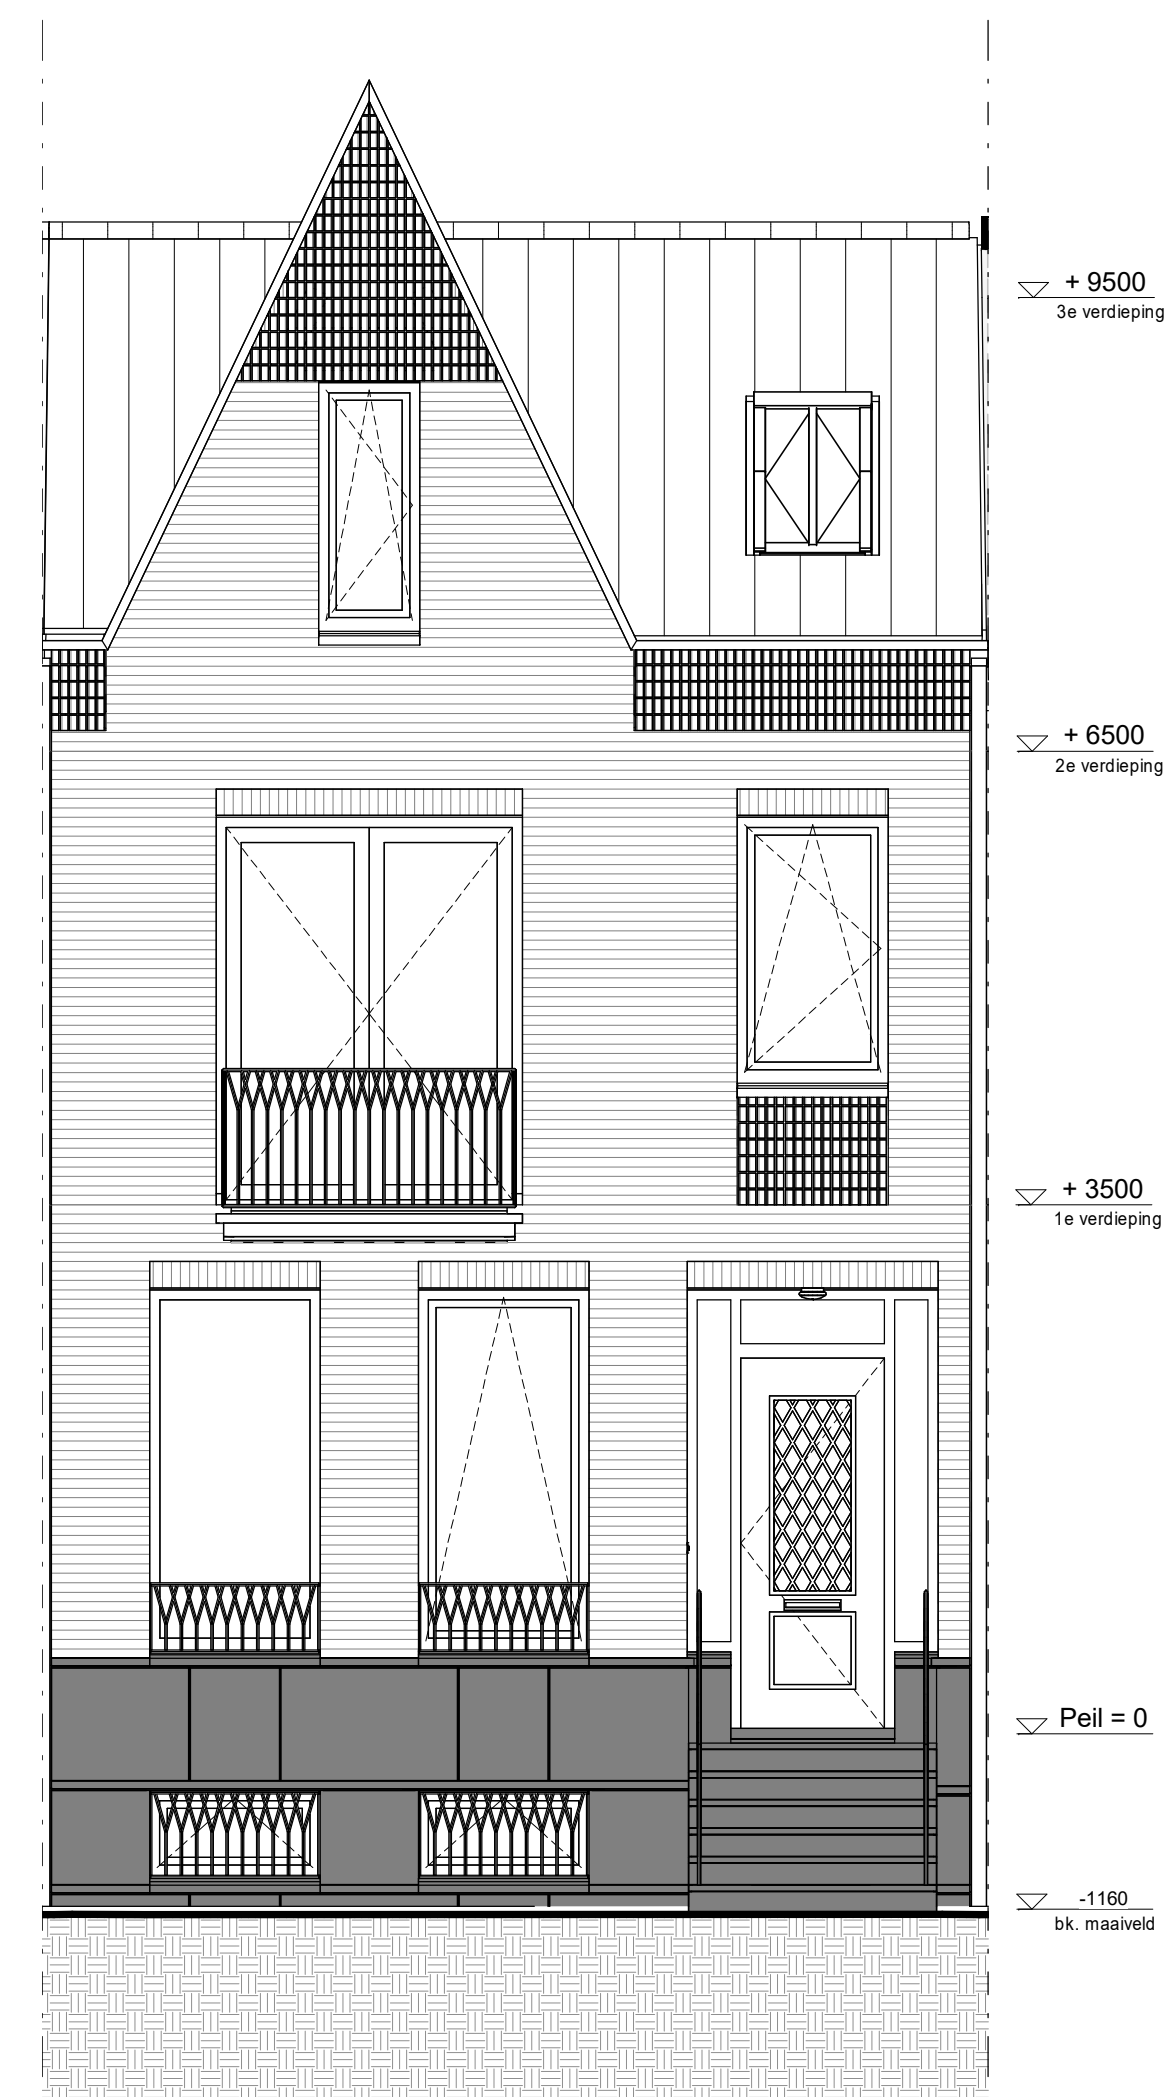 + 9500
3e verdieping
+ 6500
2e verdieping
+ 3500
1e verdieping
Peil = 0
-1160
bk. maaiveld